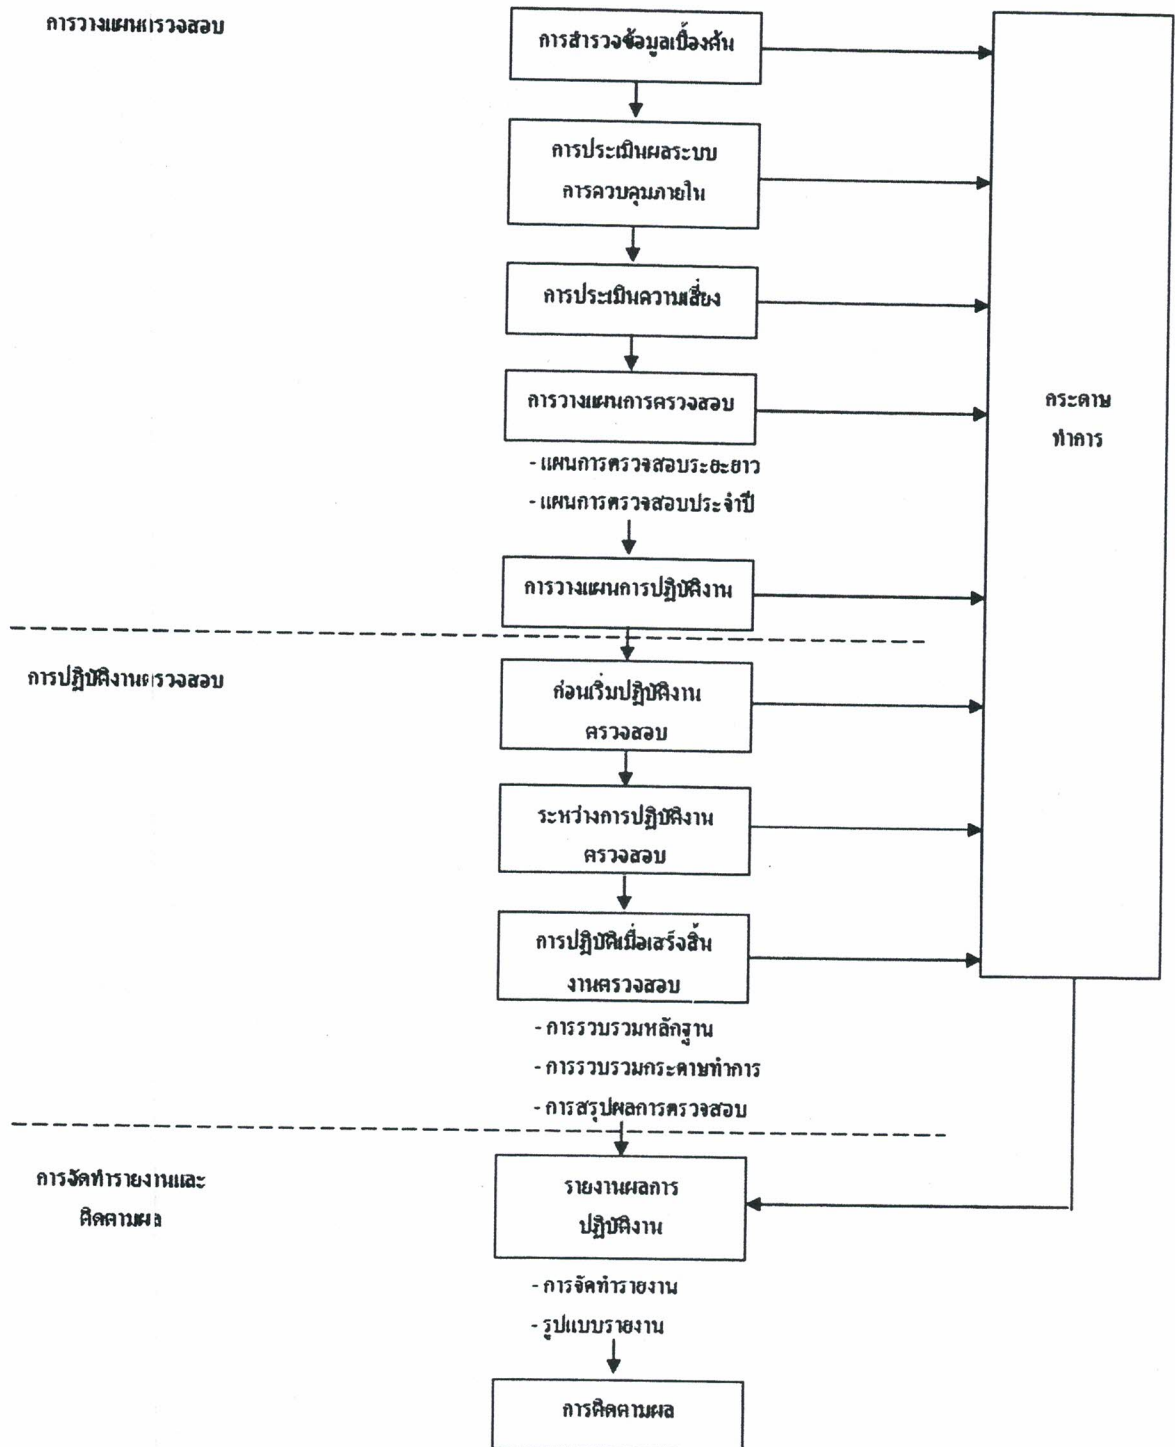 การวางแผนตรวจสอบ
การสำรวจข้อมูลเบื้องต้น
การประเมินผลระบบ
การควบคุมภายใน
การประเมินความเสี่ยง
การวางแผนการตรวจสอบ
- แผนการตรวจสอบระยะยาว
- แผนการตรวจสอบประจำปี
การวางแผนการปฏิบัติงาน
กระดาษ
ทำการ
การปฏิบัติงานตรวจสอบ
ก่อนเริ่มปฏิบัติงาน
ตรวจสอบ
ระหว่างการปฏิบัติงาน
ตรวจสอบ
การปฏิบัติเมื่อเสร็จสิ้น
งานตรวจสอบ
- การรวบรวมหลักฐาน
- การรวบรวมกระดาษทำการ
- การสรุปผลการตรวจสอบ
การจัดทำรายงานและ
ติดตามผล
รายงานผลการ
ปฏิบัติงาน
- การจัดทำรายงาน
- รูปแบบรายงาน
การติดตามผล